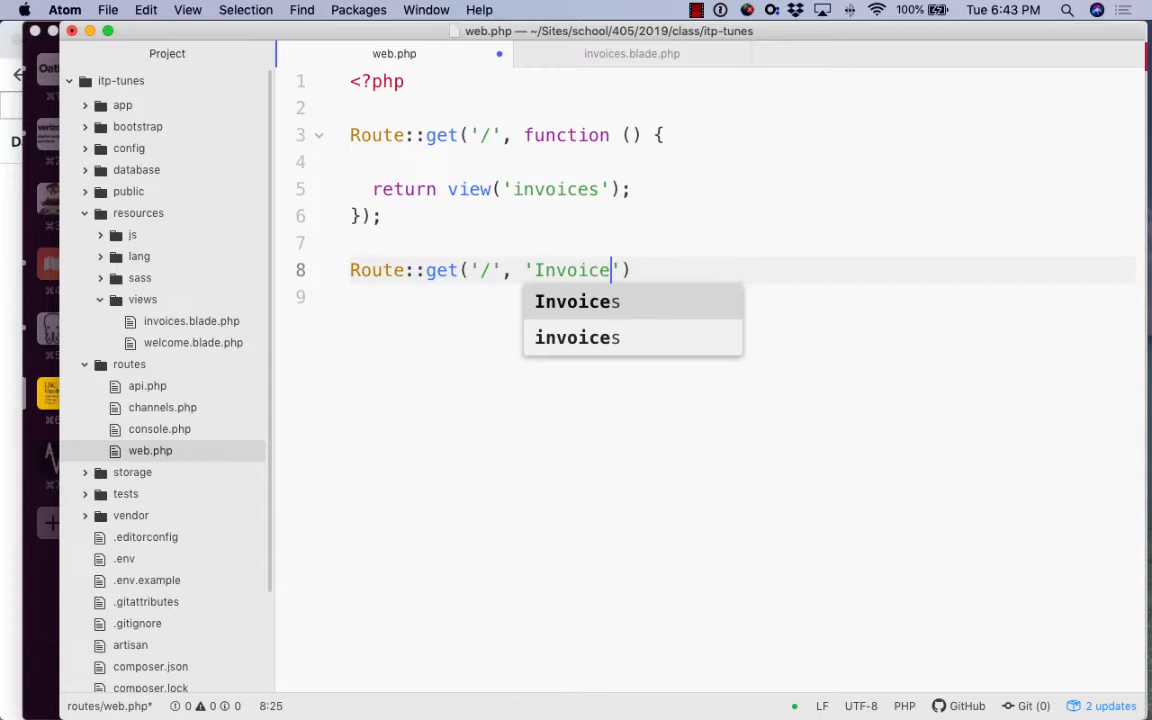 Atom File Edit View Selection Find Packages Window Help 100% Tue 6:43 PM
web.php — ~/Sites/school/405/2019/class/itp-tunes
Project
web.php
invoices.blade.php
itp-tunes
app
bootstrap
config
database
public
resources
js
lang
sass
views
invoices.blade.php
welcome.blade.php
routes
api.php
channels.php
console.php
web.php
storage
tests
vendor
.editorconfig
.env
.env.example
.gitattributes
.gitignore
artisan
composer.json
composer.lock
1 <?php
2
3 Route::get('/', function () {
4
5 return view('invoices');
6 });
7
8 Route::get('/', 'Invoice')
9
Invoices
invoices
routes/web.php* 0 0 0 8:25 LF UTF-8 PHP GitHub Git (0) 2 updates